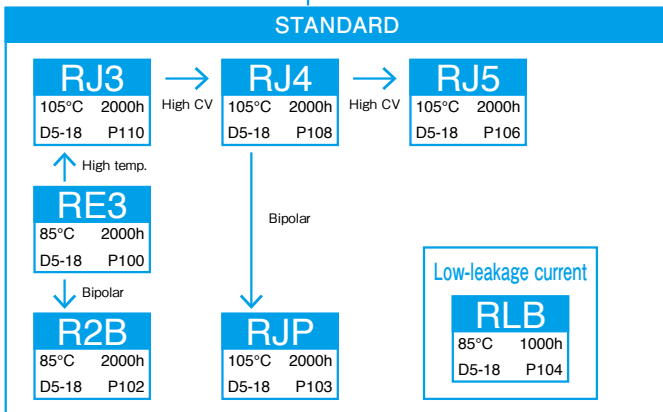 STANDARD
RJ3
105°C 2000h
D5-18 P110
High CV
RJ4
105°C 2000h
D5-18 P108
High CV
RJ5
105°C 2000h
D5-18 P106
High temp.
RE3
85°C 2000h
D5-18 P100
Bipolar
Bipolar
R2B
85°C 2000h
D5-18 P102
RJP
105°C 2000h
D5-18 P103
Low-leakage current
RLB
85°C 1000h
D5-18 P104